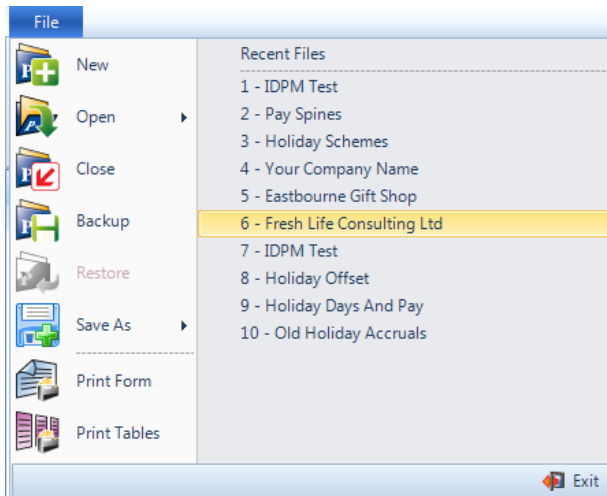 File
New
Open
Close
Backup
Restore
Save As
Print Form
Print Tables
Recent Files
1 - IDPM Test
2 - Pay Spines
3 - Holiday Schemes
4 - Your Company Name
5 - Eastbourne Gift Shop
6 - Fresh Life Consulting Ltd
7 - IDPM Test
8 - Holiday Offset
9 - Holiday Days And Pay
10 - Old Holiday Accruals
Exit